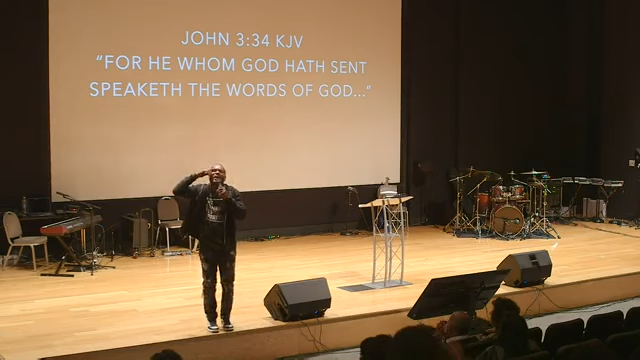 JOHN 3:34 KJV
“FOR HE WHOM GOD HATH SENT
SPEAKETH THE WORDS OF GOD...”